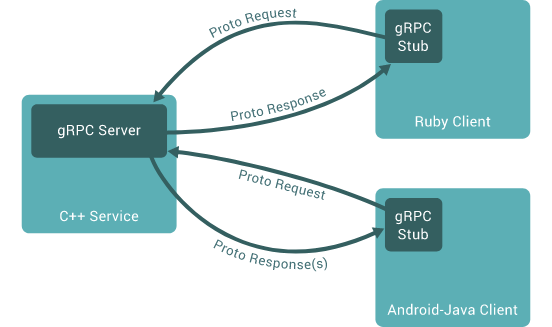 Proto Request
gRPC
Stub
Ruby Client
Proto Response
gRPC Server
C++ Service
Proto Request
gRPC
Stub
Proto Response(s)
Android-Java Client